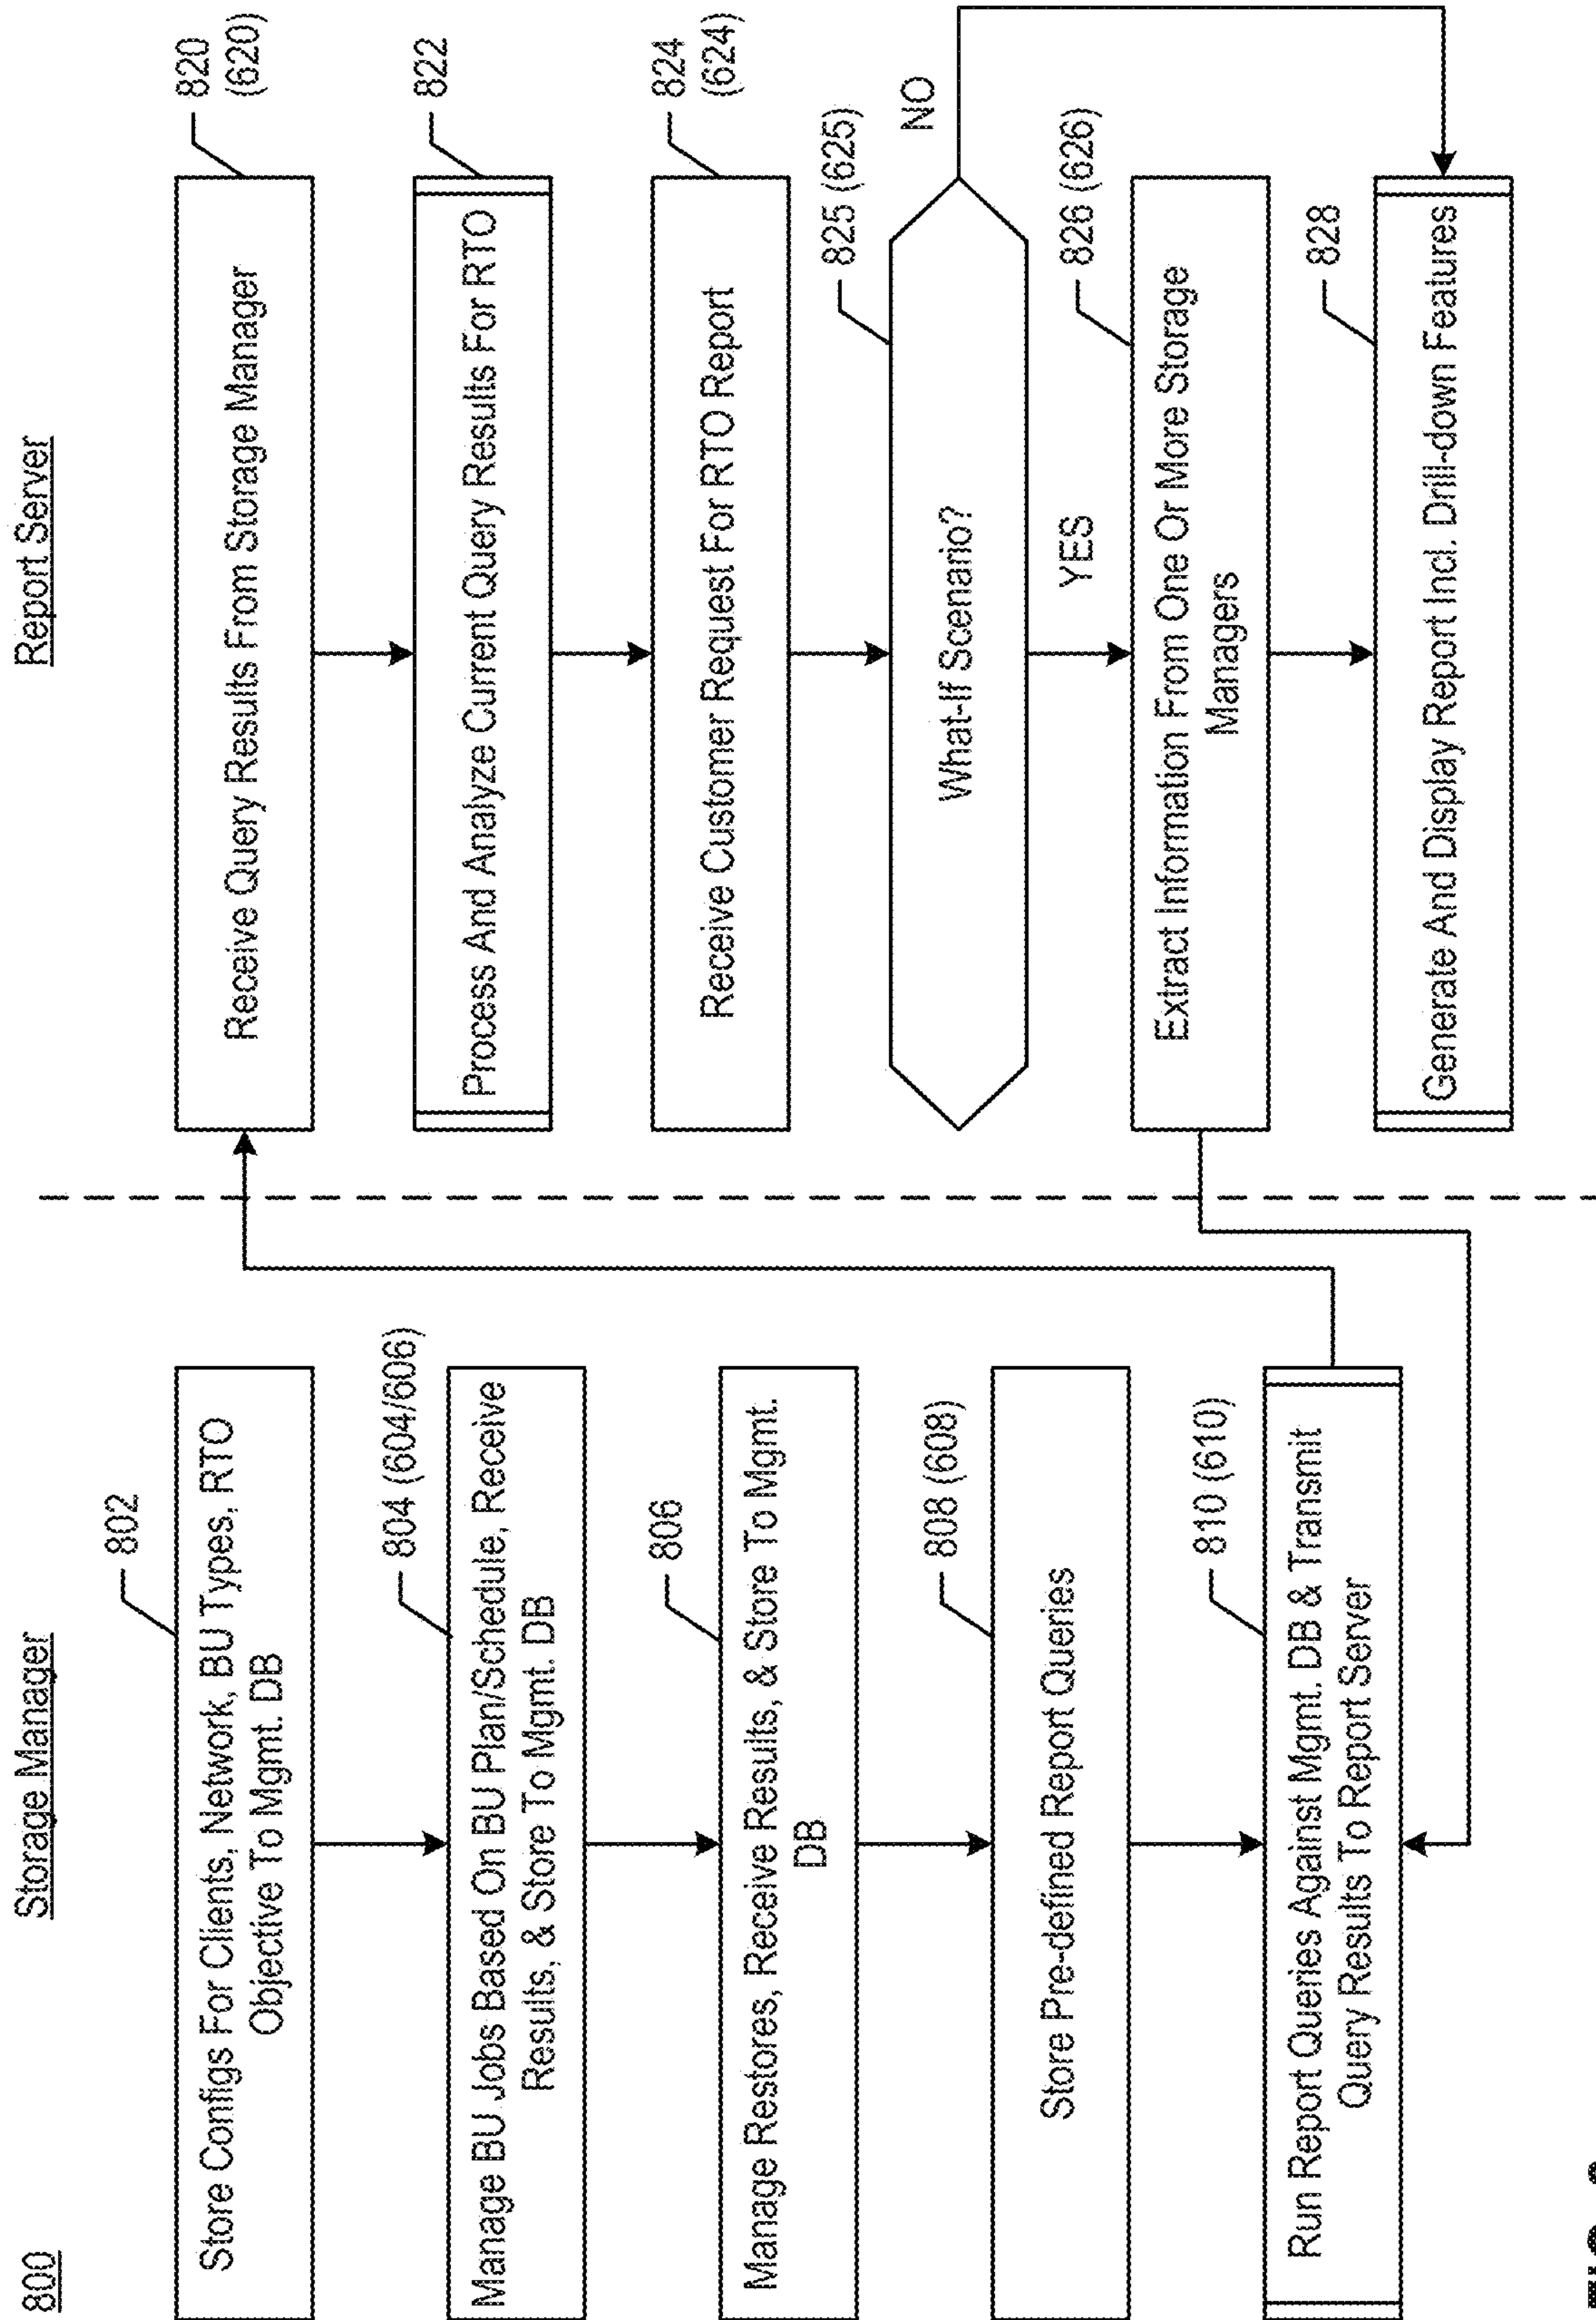 800
Storage Manager
802
Store Configs For Clients, Network, BU Types, RTO
Objective To Mgmt. DB
804 (604/606)
Manage BU Jobs Based On BU Plan/Schedule, Receive
Results, & Store To Mgmt. DB
806
Manage Restores, Receive Results, & Store To Mgmt.
DB
808 (608)
Store Pre-defined Report Queries
810 (610)
Run Report Queries Against Mgmt. DB & Transmit
Query Results To Report Server
Report Server
820
(620)
Receive Query Results From Storage Manager
822
Process And Analyze Current Query Results For RTO
824
(624)
Receive Customer Request For RTO Report
825 (625)
What-If Scenario?
NO
YES
826 (626)
Extract Information From One Or More Storage
Managers
828
Generate And Display Report Incl. Drill-down Features